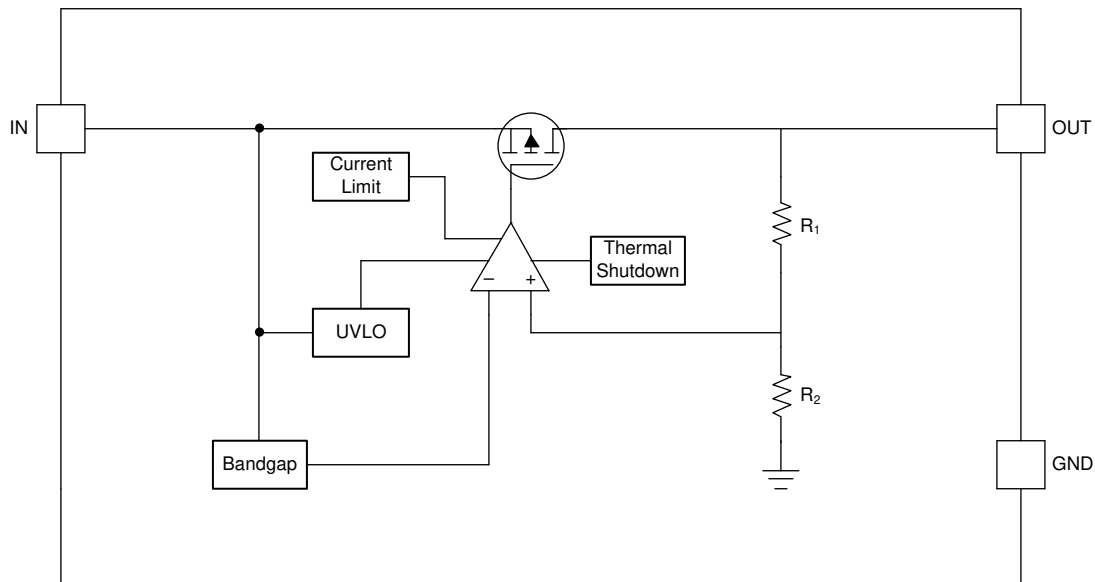 IN
OUT
Current
Limit
Thermal
Shutdown
R₁
− +
UVLO
R₂
Bandgap
GND